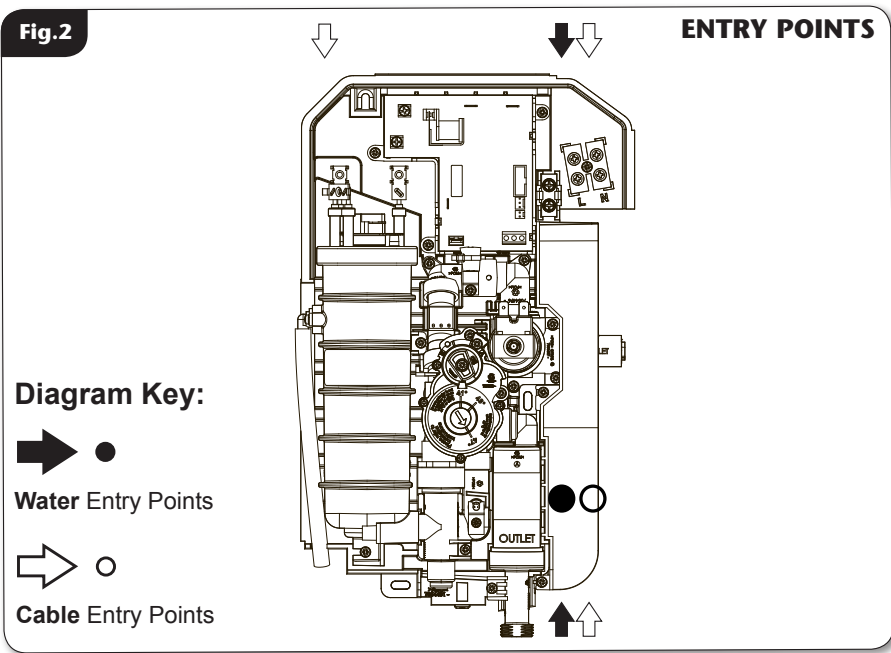 Fig.2
ENTRY POINTS
L N
Diagram Key:
Water Entry Points
OUTLET
Cable Entry Points